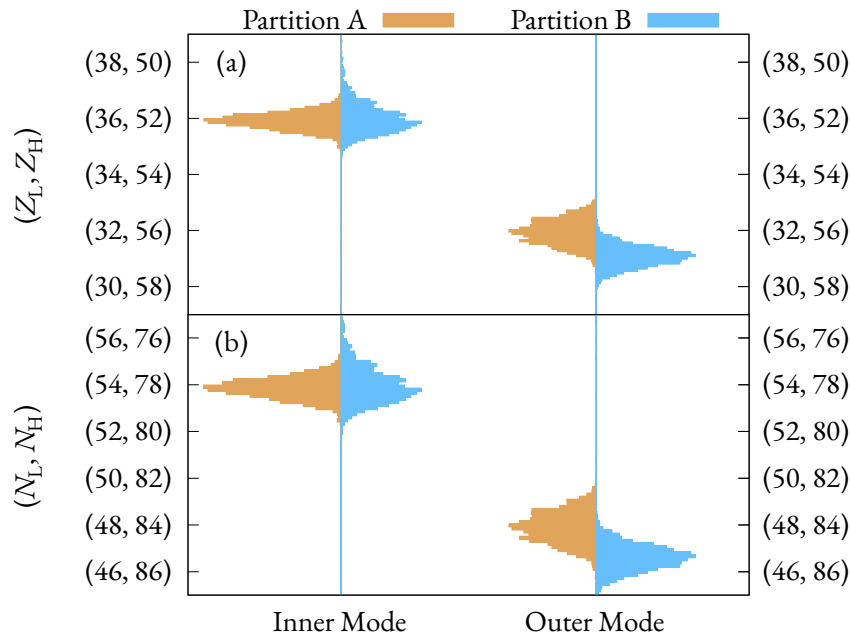 Partition A Partition B
(a)
(38, 50) (38, 50)
(36, 52) (36, 52)
(34, 54) (34, 54)
(32, 56) (32, 56)
(30, 58) (30, 58)
(Z_L, Z_H)
(b)
(56, 76) (56, 76)
(54, 78) (54, 78)
(52, 80) (52, 80)
(50, 82) (50, 82)
(48, 84) (48, 84)
(46, 86) (46, 86)
(N_L, N_H)
Inner Mode Outer Mode